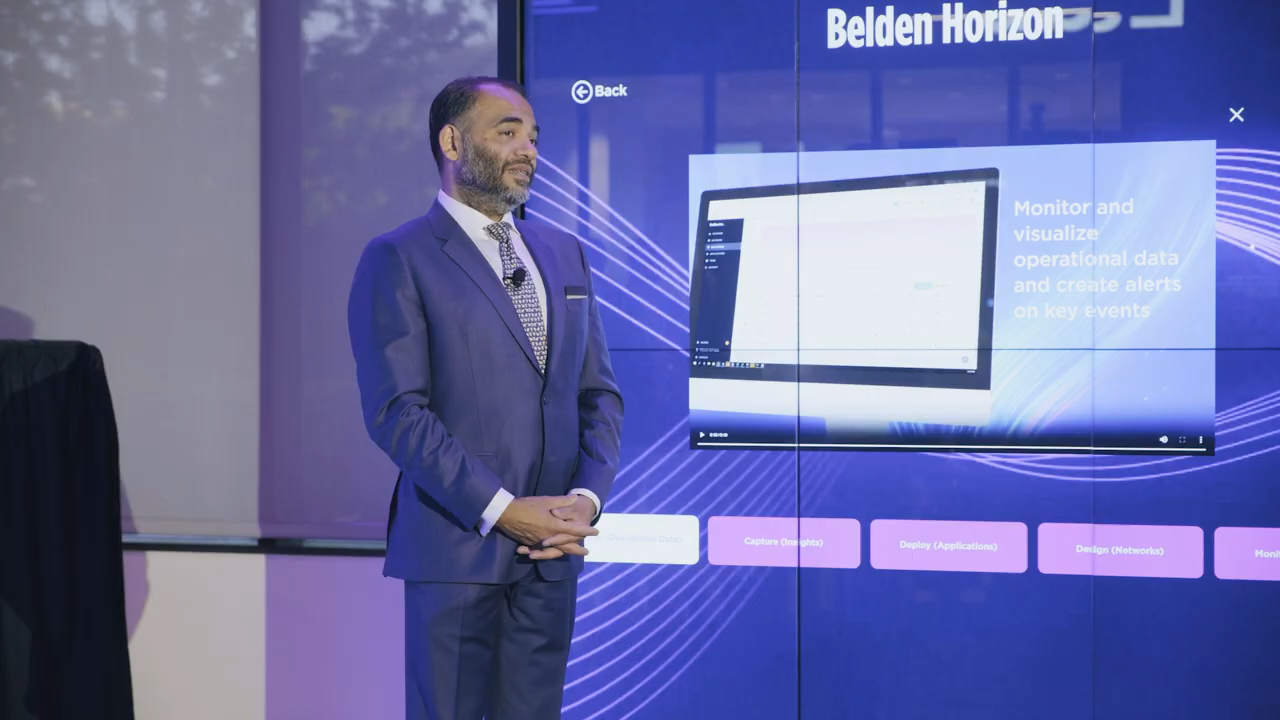 Belden Horizon
Back
Monitor and
visualize
operational data
and create alerts
on key events
Capture (Insights)
Deploy (Applications)
Design (Networks)